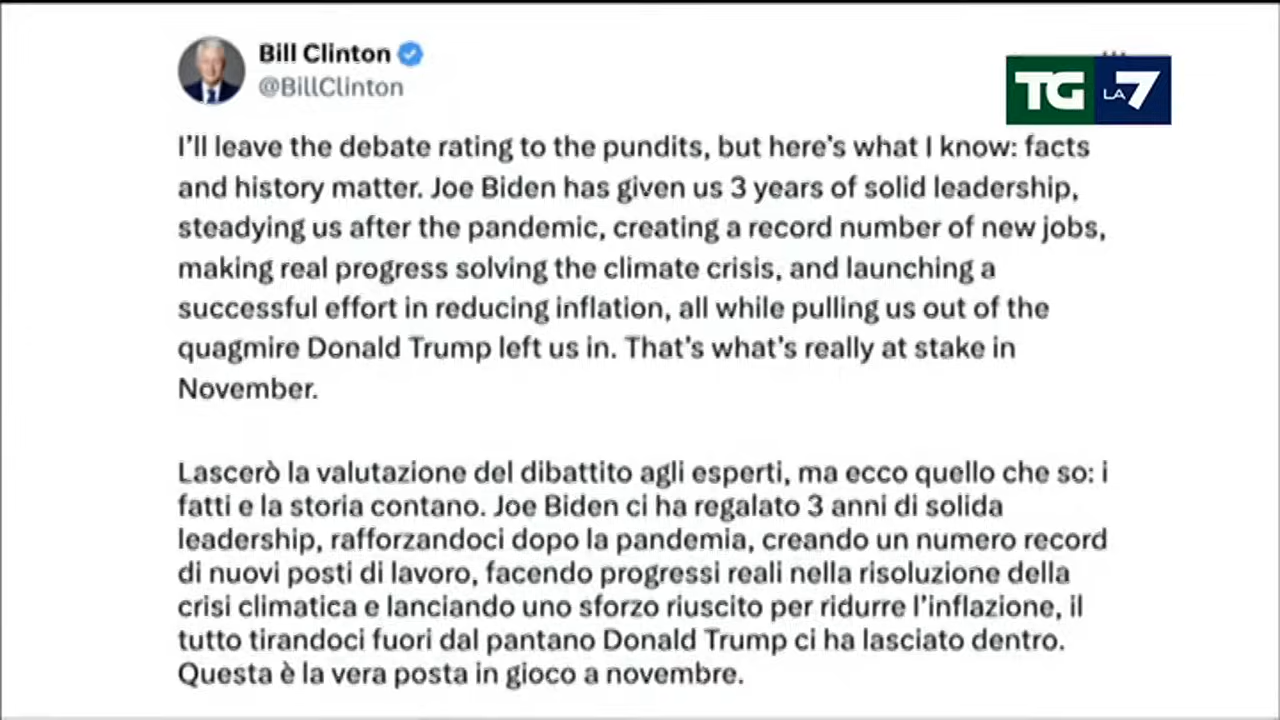 Bill Clinton
@BillClinton
TG LA 7
I'll leave the debate rating to the pundits, but here's what I know: facts
and history matter. Joe Biden has given us 3 years of solid leadership,
steadying us after the pandemic, creating a record number of new jobs,
making real progress solving the climate crisis, and launching a
successful effort in reducing inflation, all while pulling us out of the
quagmire Donald Trump left us in. That's what's really at stake in
November.
Lascerò la valutazione del dibattito agli esperti, ma ecco quello che so: i
fatti e la storia contano. Joe Biden ci ha regalato 3 anni di solida
leadership, rafforzandoci dopo la pandemia, creando un numero record
di nuovi posti di lavoro, facendo progressi reali nella risoluzione della
crisi climatica e lanciando uno sforzo riuscito per ridurre l'inflazione, il
tutto tirandoci fuori dal pantano Donald Trump ci ha lasciato dentro.
Questa è la vera posta in gioco a novembre.